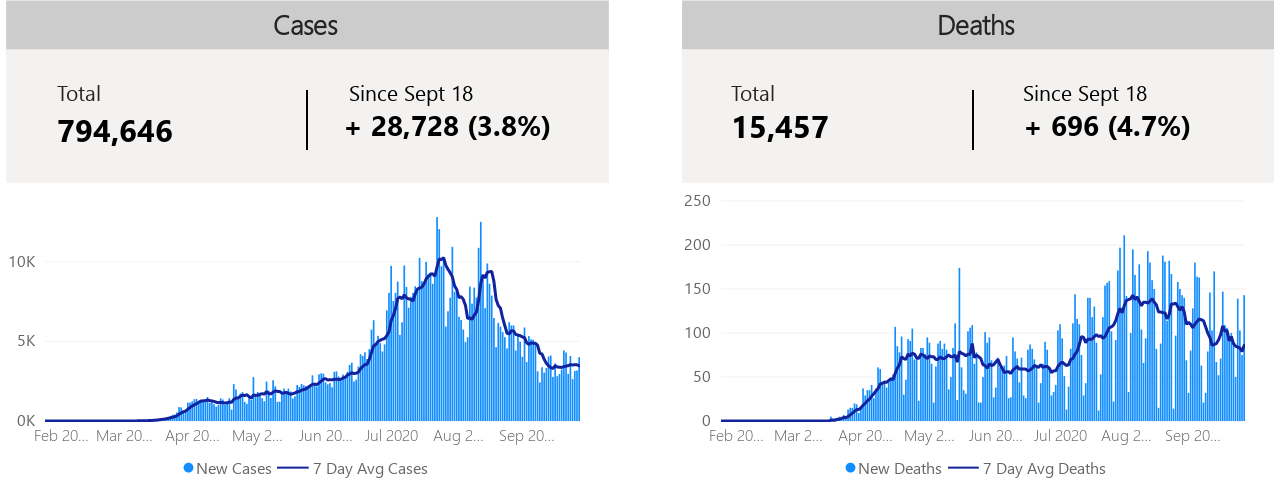 Cases
Total
794,646
Since Sept 18
+ 28,728 (3.8%)
10K
5K
0K
Feb 20... Mar 20... Apr 20... May 2... Jun 20... Jul 2020 Aug 2... Sep 20...
New Cases 7 Day Avg Cases
Deaths
Total
15,457
Since Sept 18
+ 696 (4.7%)
250
200
150
100
50
0
Feb 20... Mar 2... Apr 20... May 2... Jun 20... Jul 2020 Aug 2... Sep 20...
New Deaths 7 Day Avg Deaths